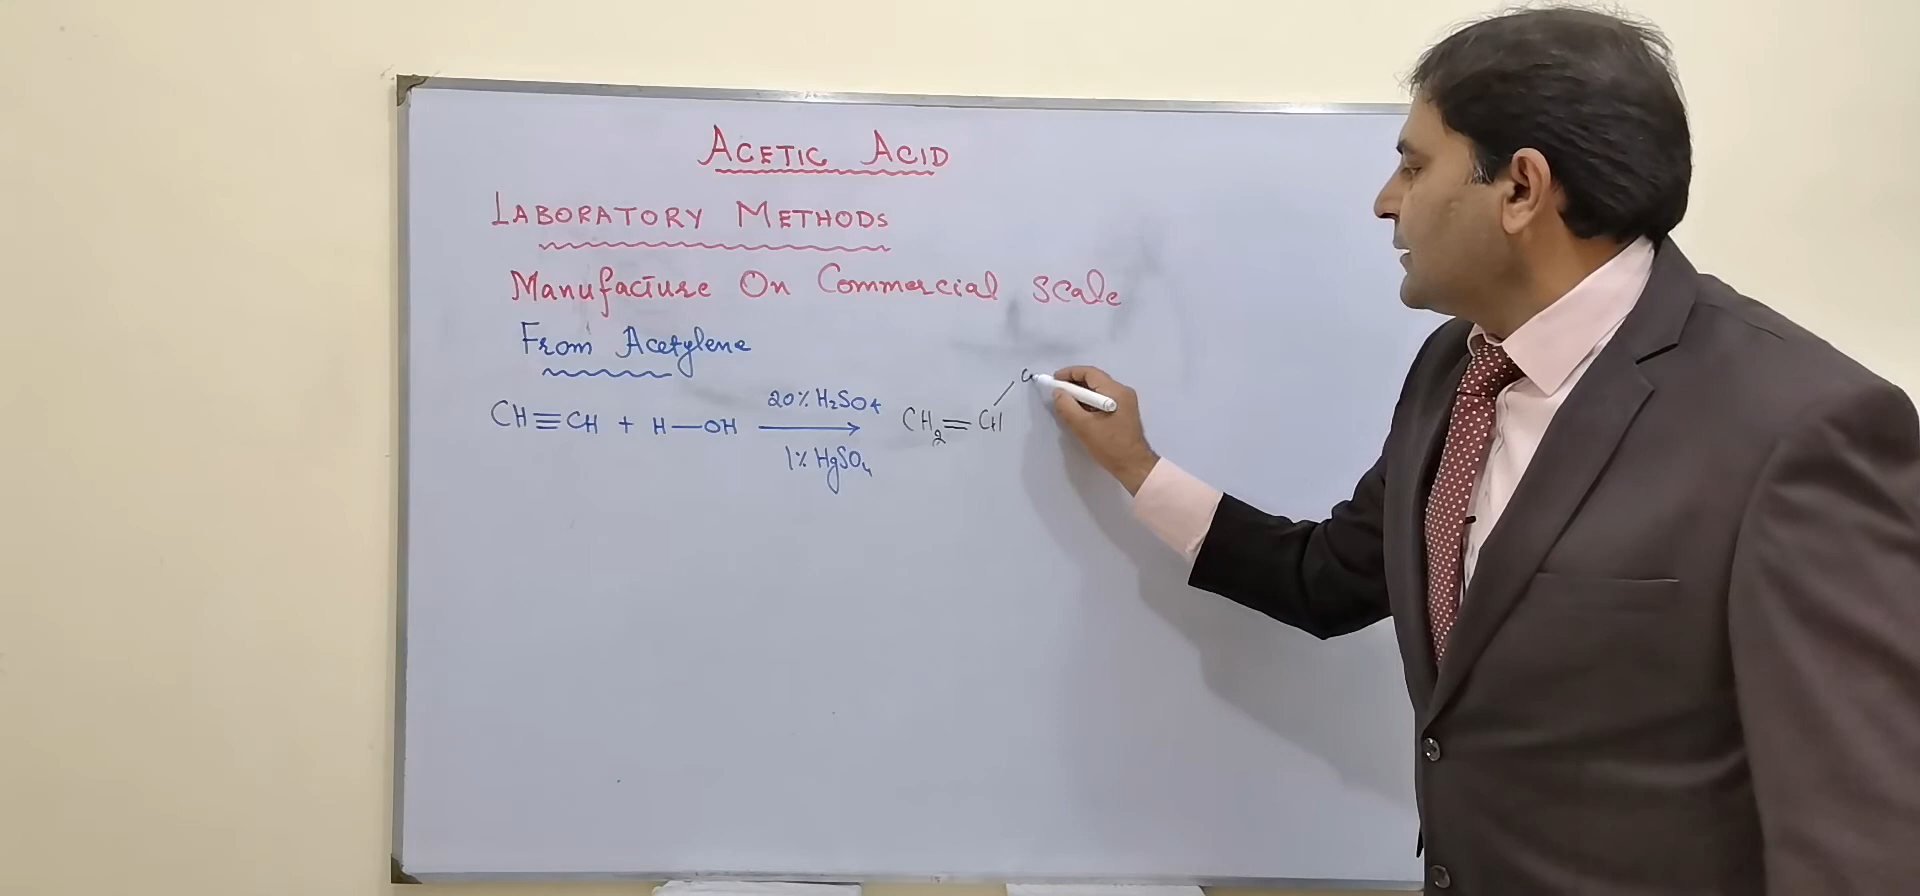 ACETIC ACID
LABORATORY METHODS
Manufacture On Commercial Scale
From Acetylene
CH≡CH + H—OH 20% H₂SO₄ → 1% HgSO₄ CH₂=CH